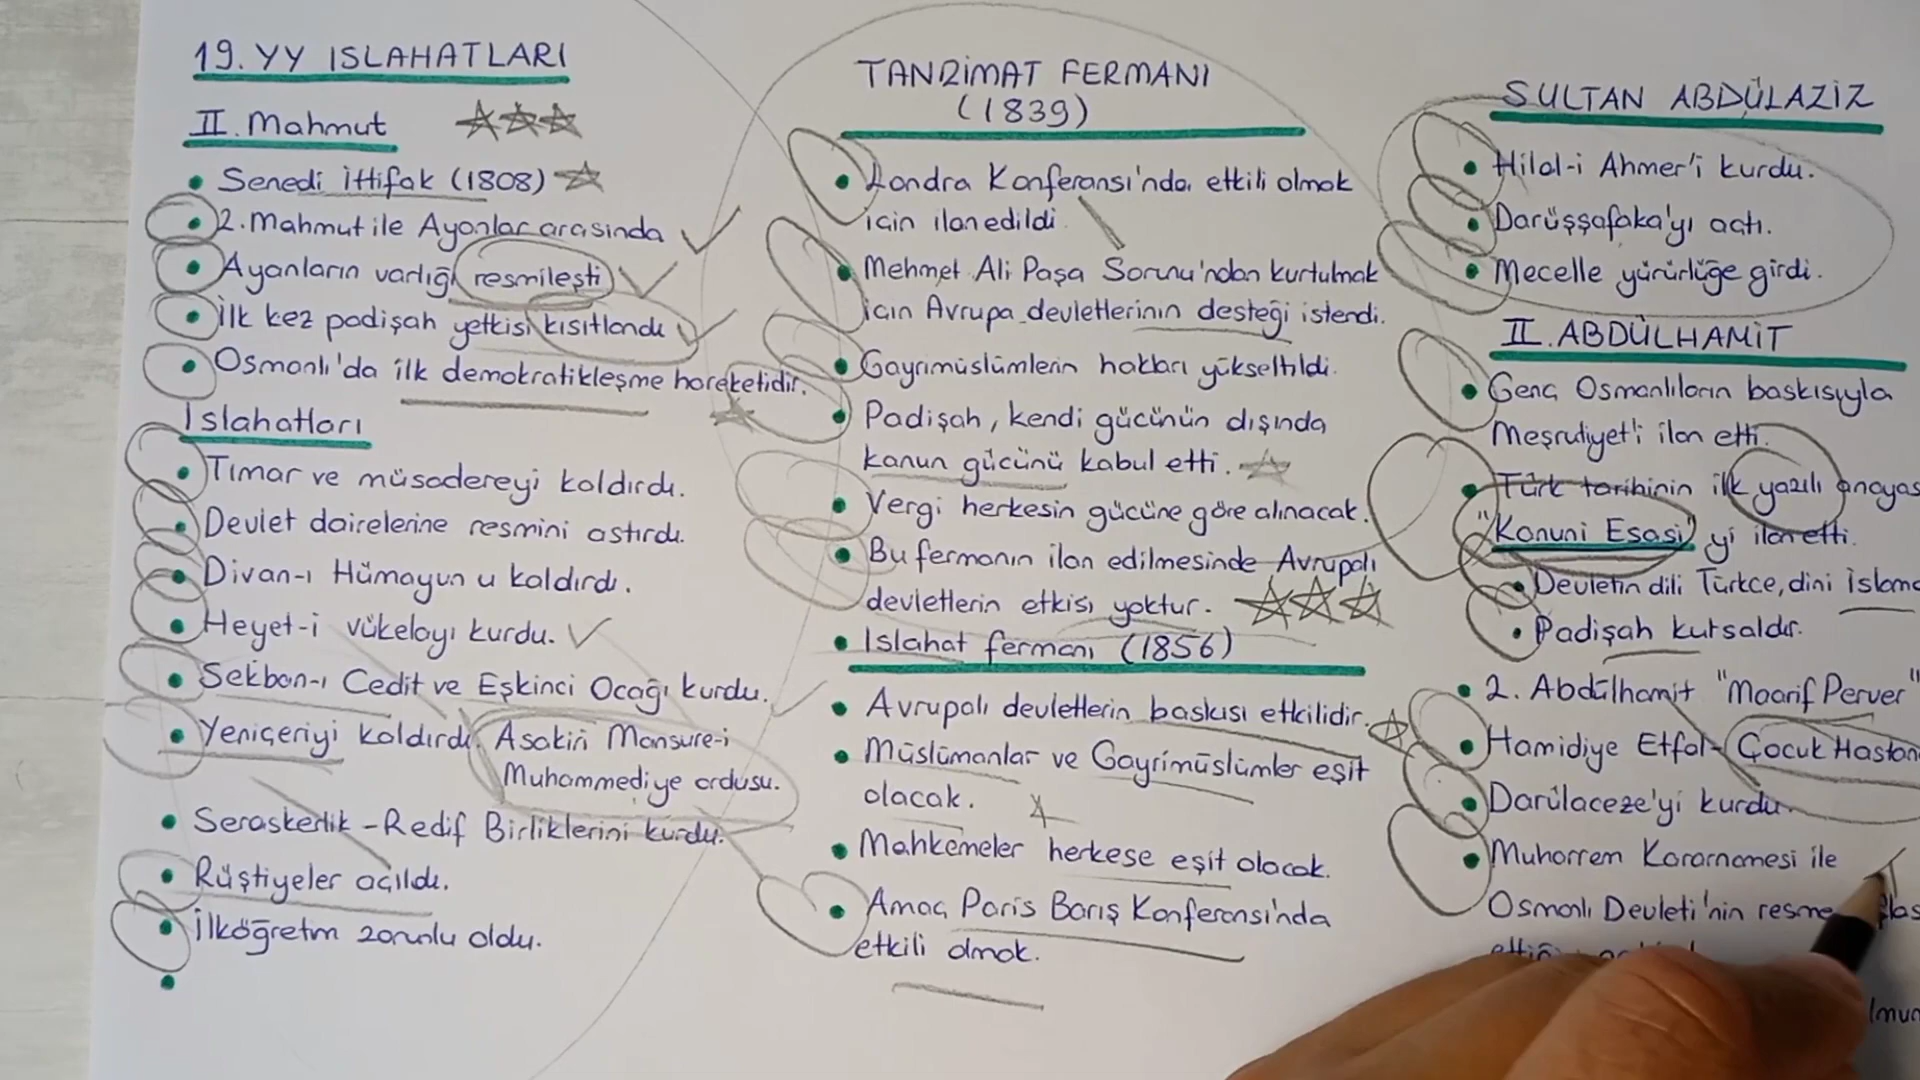 19. YY ISLAHATLARI
II. Mahmut
Senedi İttifak (1808)
2. Mahmut ile Ayanlar arasında
Ayanların varlığı resmileşti
İlk kez padişah yetkisi kısıtlandı
Osmanlı'da ilk demokratikleşme hareketidir.
Islahatları
Tımar ve müsadereyi kaldırdı.
Devlet dairelerine resmini astırdı.
Divan-ı Hümayun u kaldırdı.
Heyet-i vükelayı kurdu.
Sekban-ı Cedit ve Eşkinci Ocağı kurdu.
Yeniçeriyi kaldırdı. Asakiri Mansure-i
Muhammediye ordusu.
Seraskerlik - Redif Birliklerini kurdu.
Rüştiyeler açıldı.
İlköğretm zorunlu oldu.
TANZİMAT FERMANI
(1839)
Londra Konferansı'nda etkili olmak
için ilan edildi.
Mehmet Ali Paşa Sorunu'ndan kurtulmak
için Avrupa devletlerinin desteği istendi.
Gayrimüslümlerin hakları yükseltildi.
Padişah, kendi gücünün dışında
kanun gücünü kabul etti.
Vergi herkesin gücüne göre alınacak.
Bu fermanın ilan edilmesinde Avrupalı
devletlerin etkisi yoktur.
Islahat fermanı (1856)
Avrupalı devletlerin baskısı etkilidir.
Müslümanlar ve Gayrimüslümler eşit
olacak.
Mahkemeler herkese eşit olacak.
Amaç Paris Barış Konferansı'nda
etkili olmak.
SULTAN ABDÜLAZİZ
Hilal-i Ahmer'i kurdu.
Darüşşafaka'yı açtı.
Mecelle yürürlüğe girdi.
II. ABDÜLHAMİT
Genç Osmanlıların baskısıyla
Meşrutiyet'i ilan etti.
Türk tarihinin ilk yazılı anayas
"Kanuni Esasi" yi ilan etti.
Devletin dili Türkçe, dini İslam
Padişah kutsaldır.
2. Abdülhamit "Maarif Perver"
Hamidiye Etfal - Çocuk Hastan
Darülaceze'yi kurdu.
Muharrem Kararnamesi ile
Osmanlı Devleti'nin resme